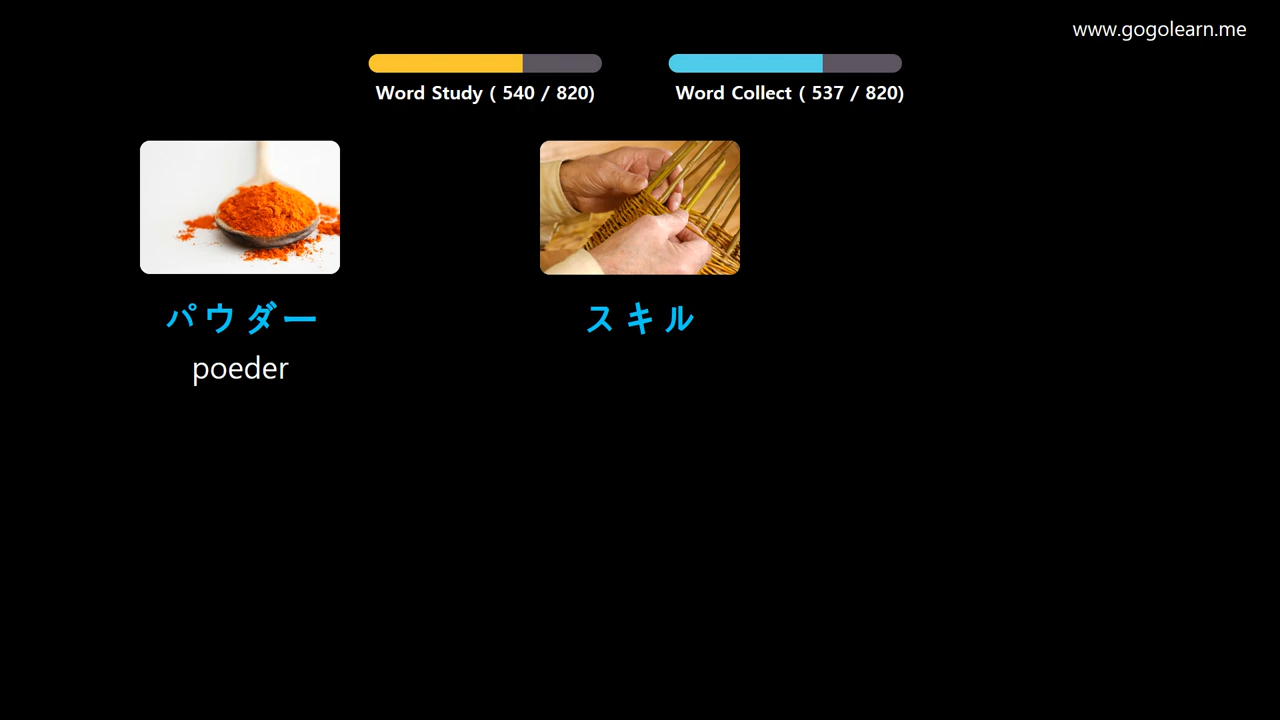 www.gogolearn.me
Word Study ( 540 / 820)
Word Collect ( 537 / 820)
パウダー
スキル
poeder